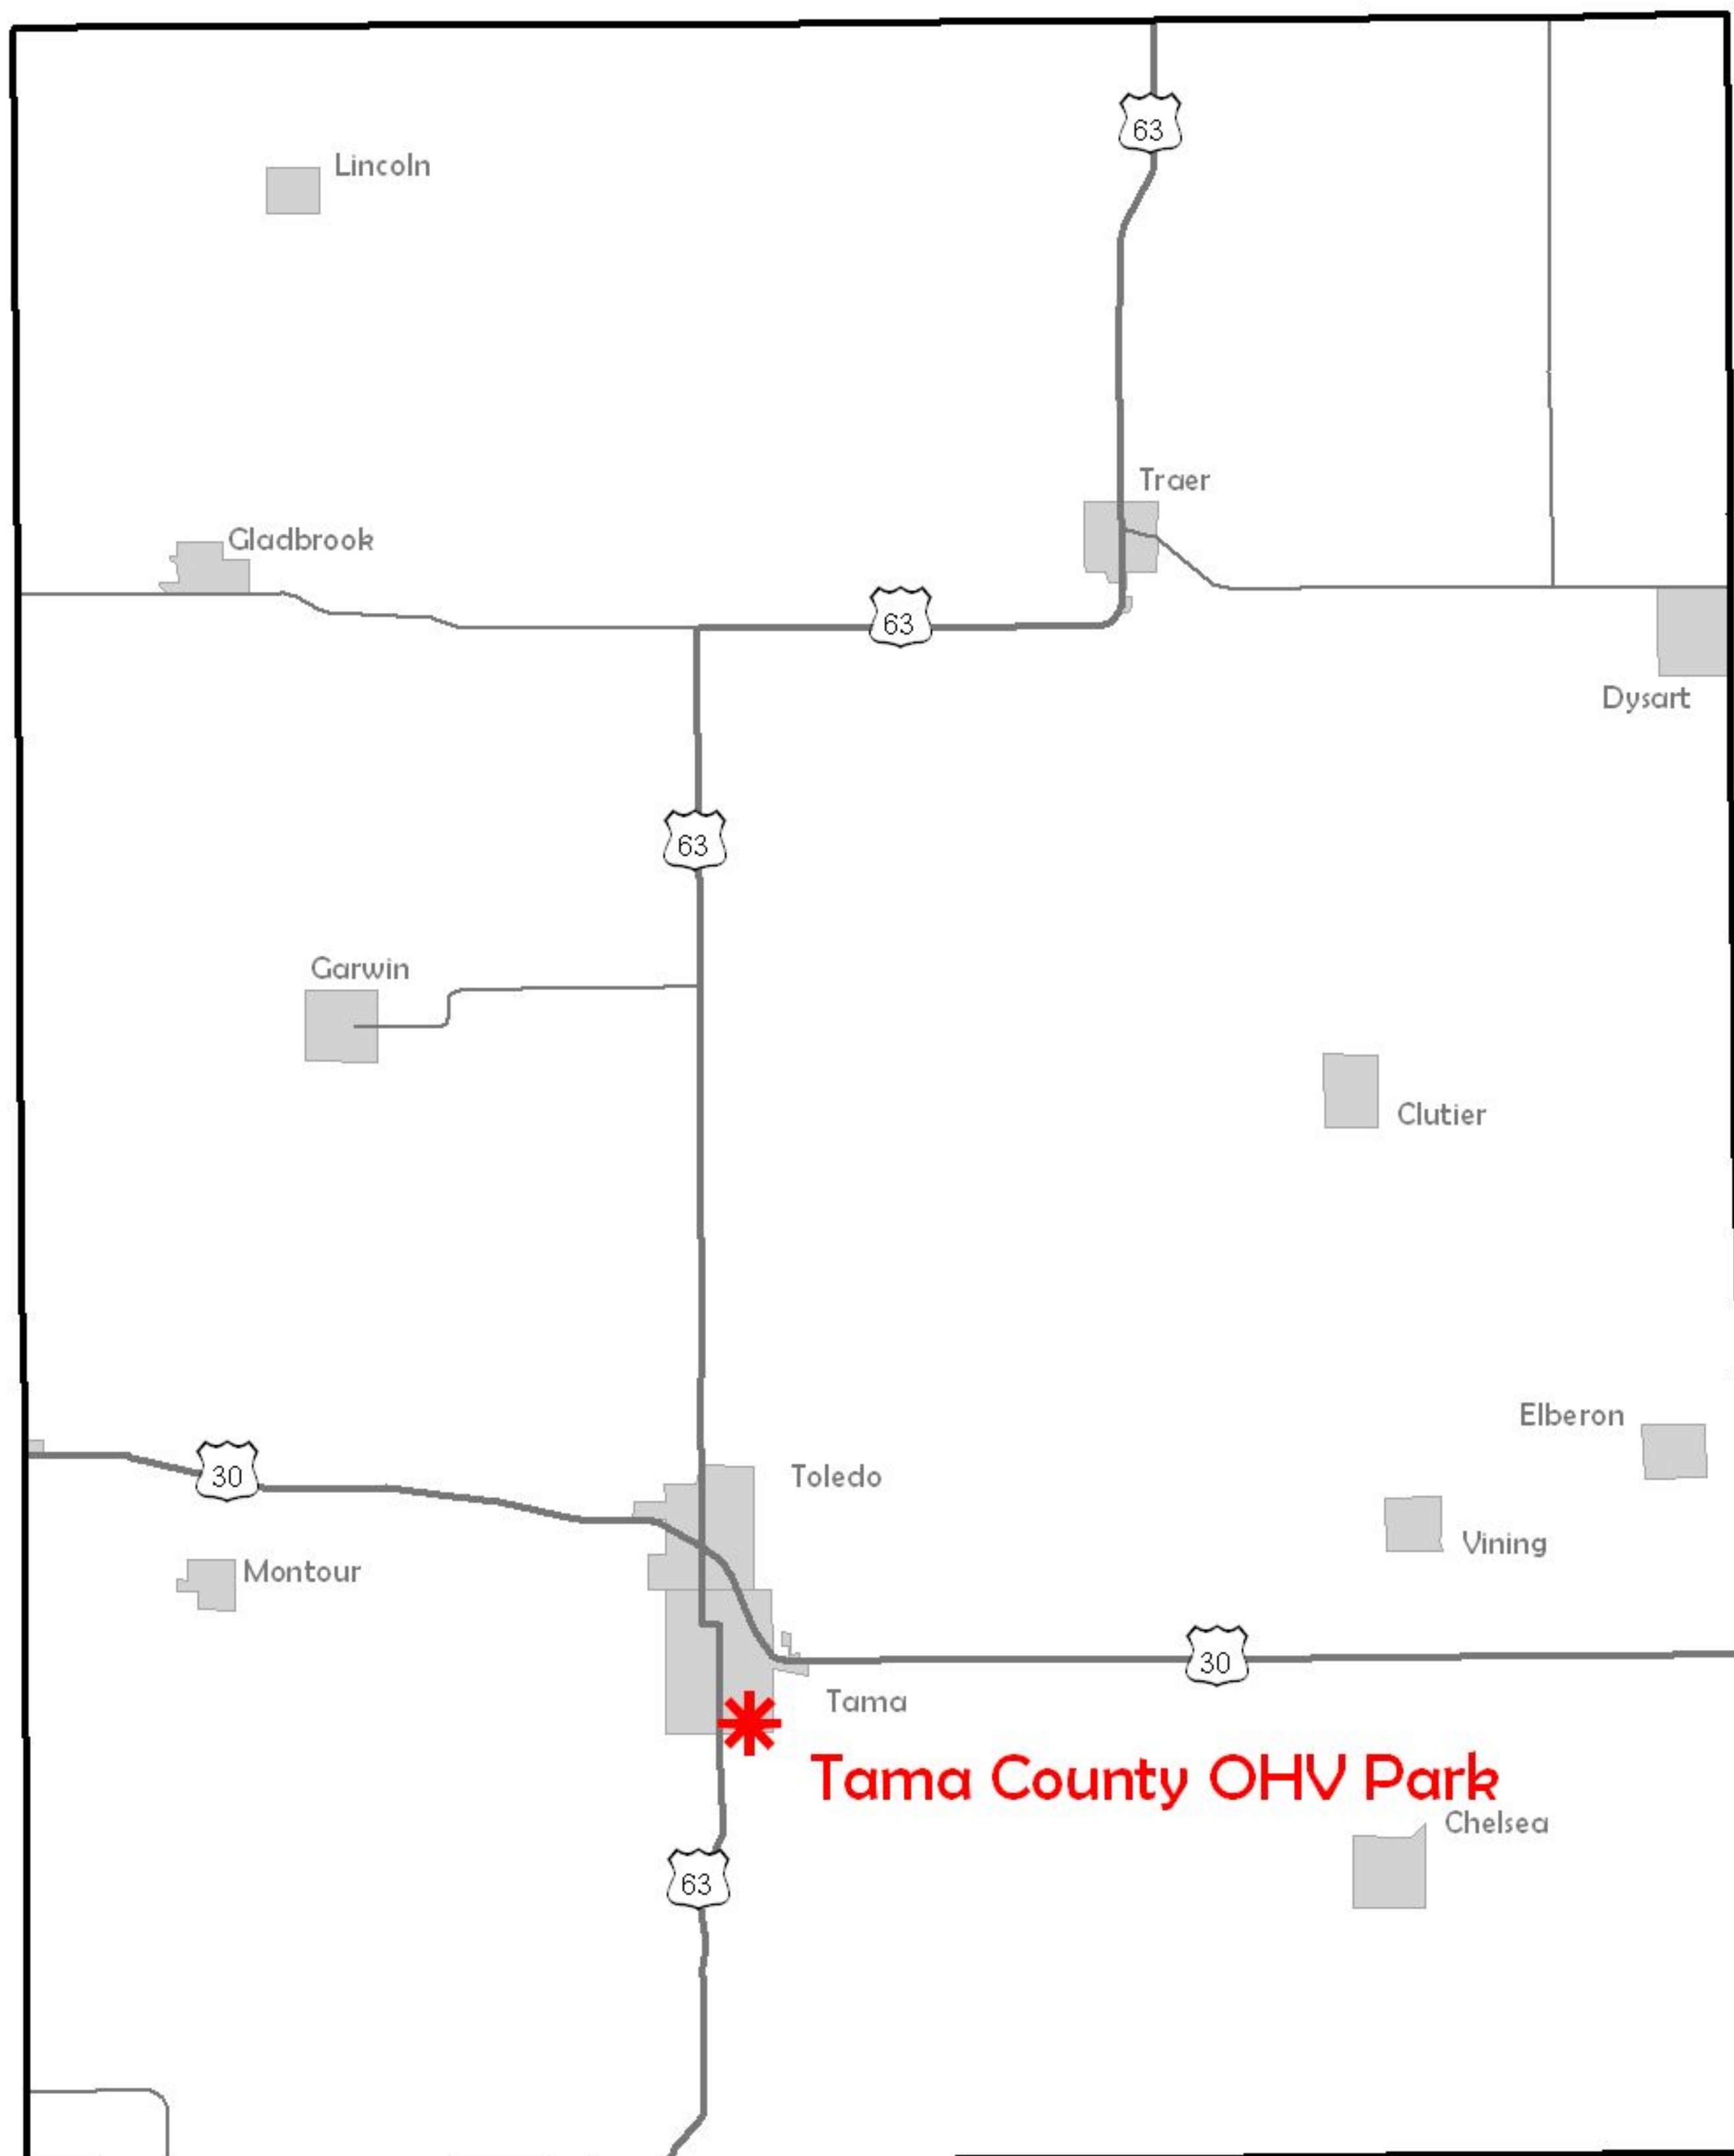 63
Lincoln
Traer
Gladbrook
63
Dysart
63
Garwin
Clutier
Elberon
30
Toledo
Vining
Montour
30
Tama
Tama County OHV Park
Chelsea
63